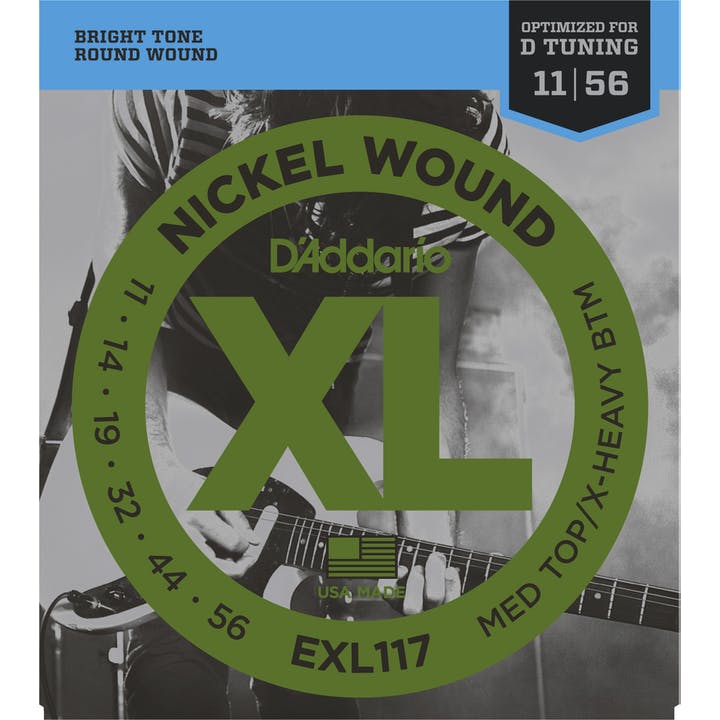 BRIGHT TONE
ROUND WOUND
OPTIMIZED FOR
D TUNING
11|56
NICKEL WOUND
D'Addario
XL
11 • 14 • 19 • 32 • 44 • 56
MED TOP/X-HEAVY BTM
USA MADE
EXL117